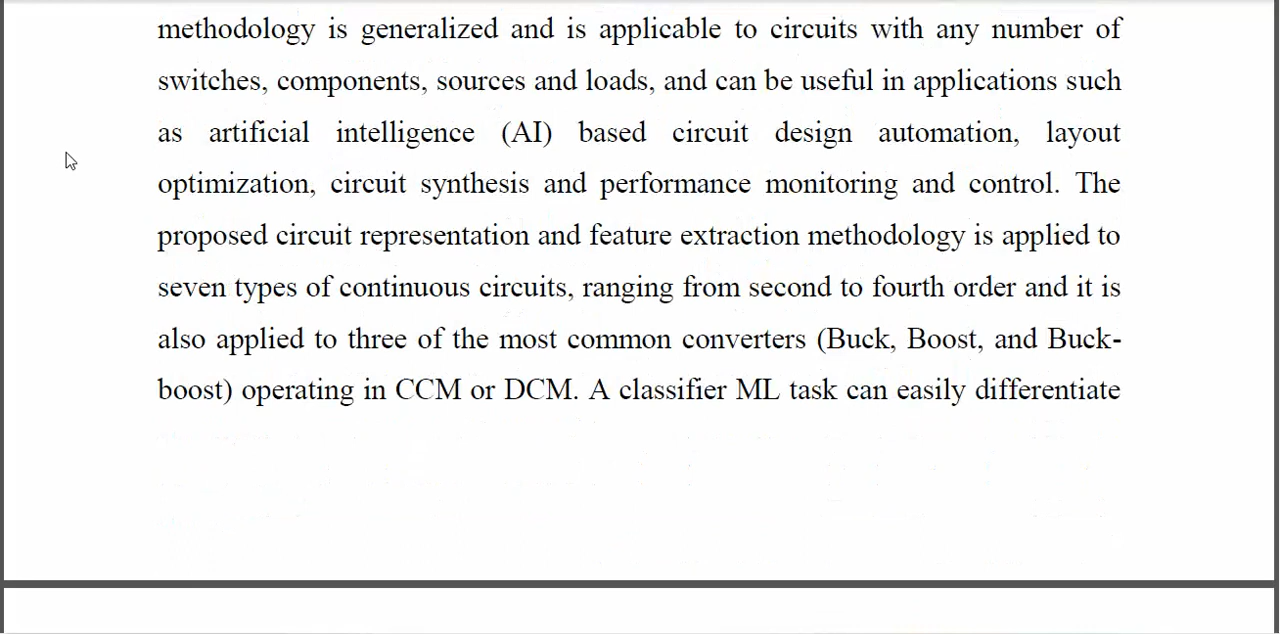 methodology is generalized and is applicable to circuits with any number of
switches, components, sources and loads, and can be useful in applications such
as artificial intelligence (AI) based circuit design automation, layout
optimization, circuit synthesis and performance monitoring and control. The
proposed circuit representation and feature extraction methodology is applied to
seven types of continuous circuits, ranging from second to fourth order and it is
also applied to three of the most common converters (Buck, Boost, and Buck-
boost) operating in CCM or DCM. A classifier ML task can easily differentiate